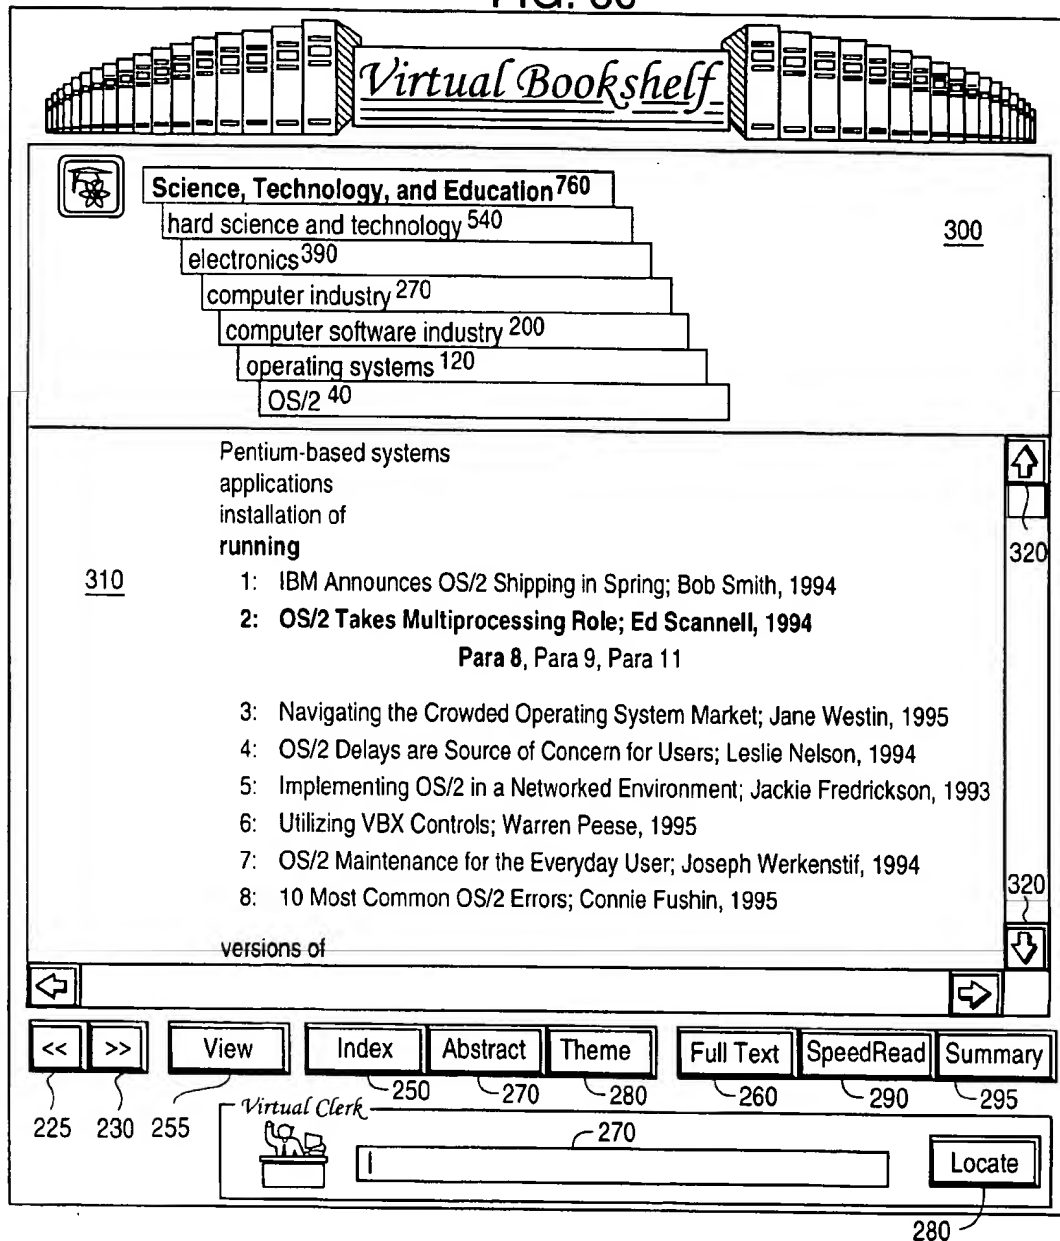 Virtual Bookshelf
Science, Technology, and Education 760
hard science and technology 540
300
electronics 390
computer industry 270
computer software industry 200
operating systems 120
OS/2 40
Pentium-based systems
applications
installation of
running
320
310
1: IBM Announces OS/2 Shipping in Spring; Bob Smith, 1994
2: OS/2 Takes Multiprocessing Role; Ed Scannell, 1994
Para 8, Para 9, Para 11
3: Navigating the Crowded Operating System Market; Jane Westin, 1995
4: OS/2 Delays are Source of Concern for Users; Leslie Nelson, 1994
5: Implementing OS/2 in a Networked Environment; Jackie Fredrickson, 1993
6: Utilizing VBX Controls; Warren Peese, 1995
7: OS/2 Maintenance for the Everyday User; Joseph Werkenstif, 1994
320
8: 10 Most Common OS/2 Errors; Connie Fushin, 1995
versions of
<< >> View Index Abstract Theme Full Text SpeedRead Summary
250 270 280 260 290 295
225 230 255
Virtual Clerk
270
Locate
280